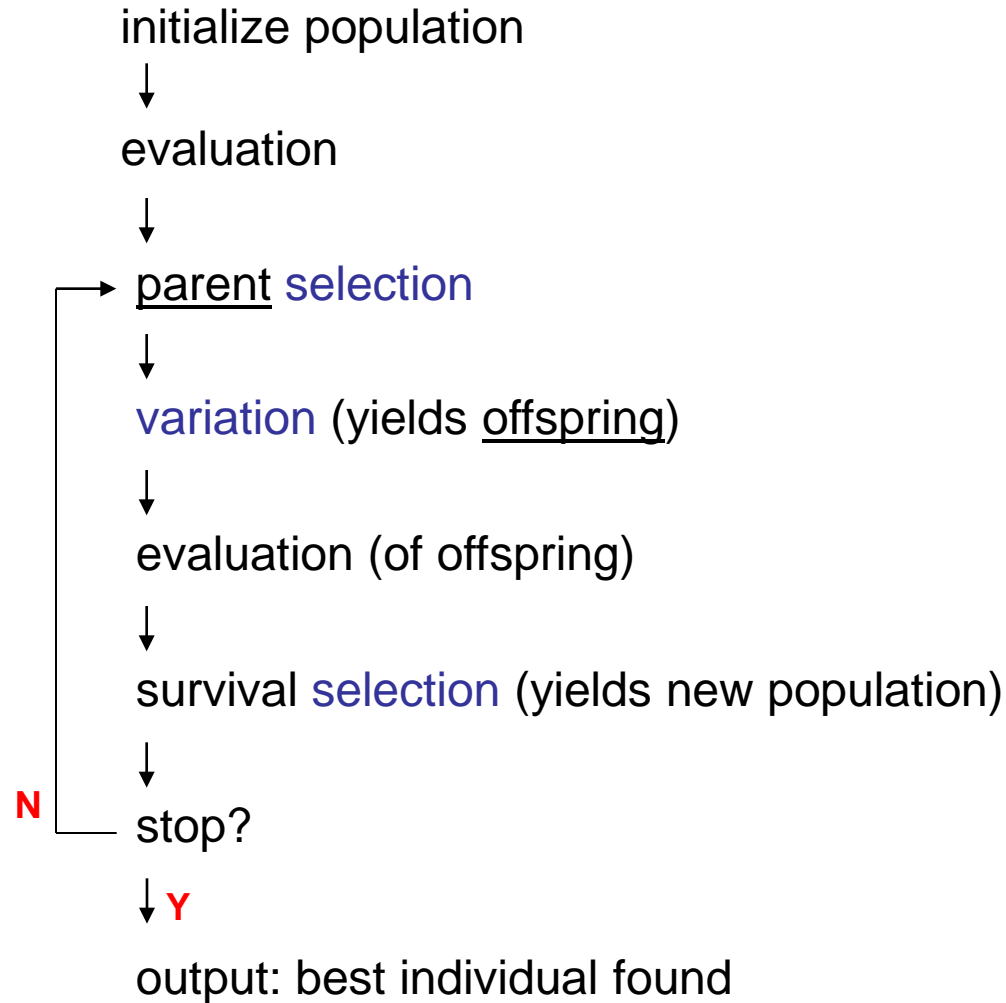 initialize population
evaluation
parent selection
variation (yields offspring)
evaluation (of offspring)
survival selection (yields new population)
N
stop?
Y
output: best individual found